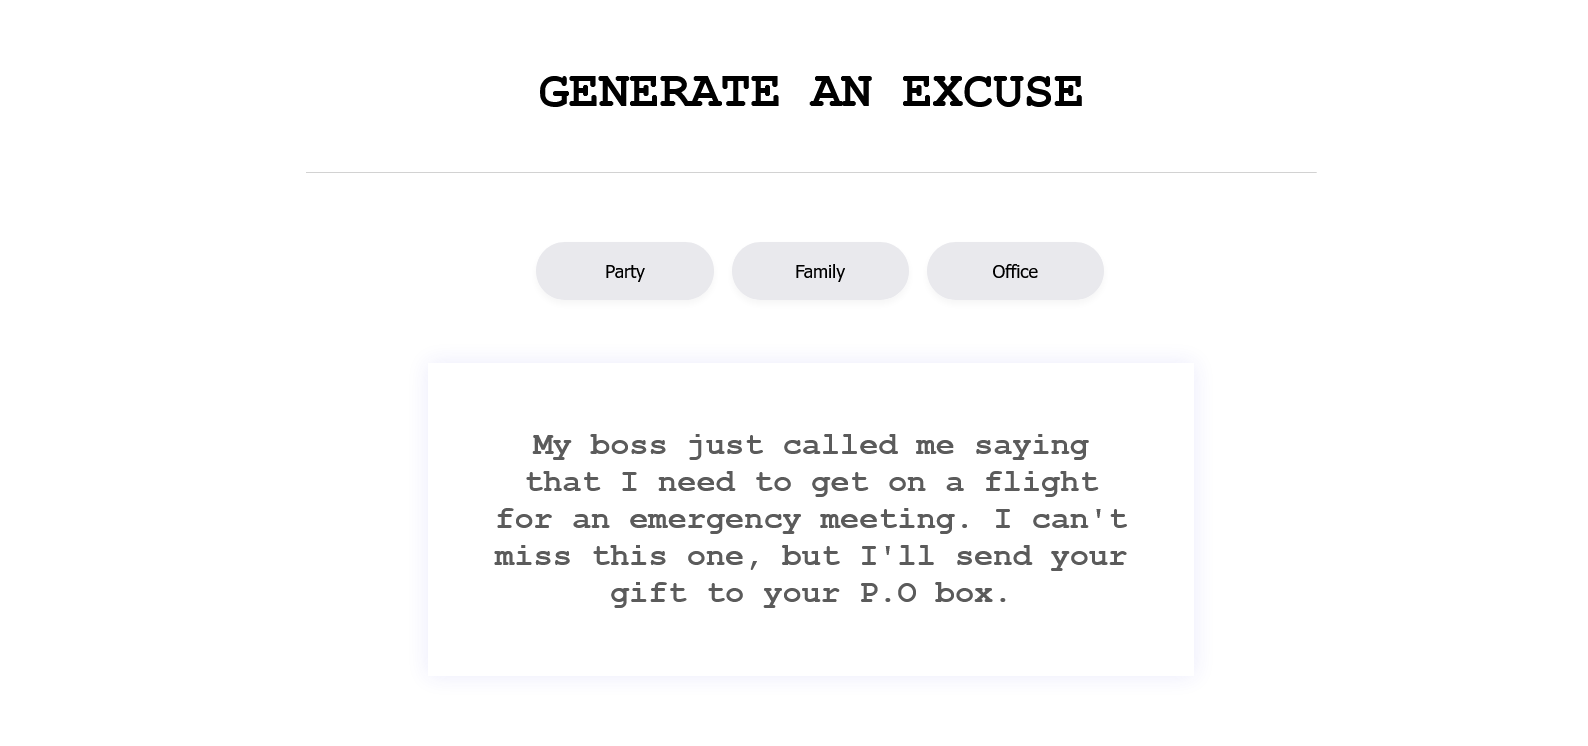 GENERATE AN EXCUSE
Party
Family
Office
My boss just called me saying
that I need to get on a flight
for an emergency meeting. I can't
miss this one, but I'll send your
gift to your P.O box.